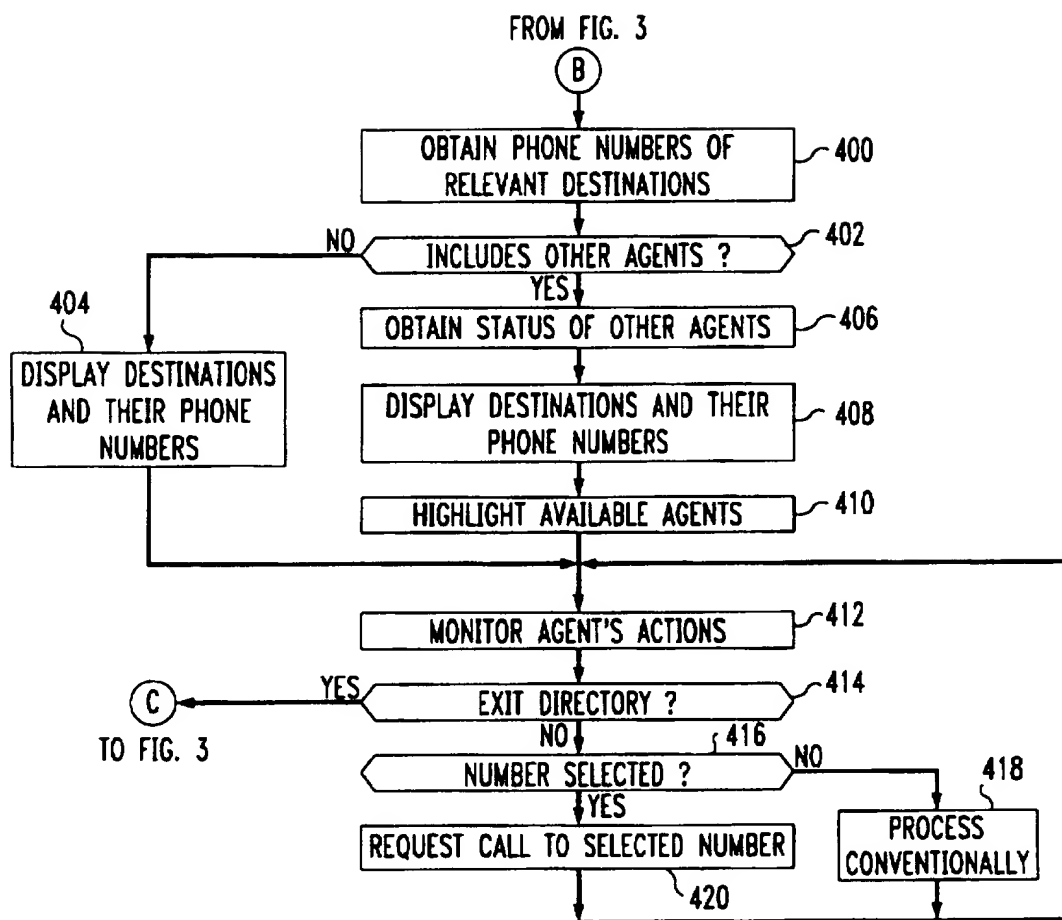 FROM FIG. 3
B
OBTAIN PHONE NUMBERS OF
RELEVANT DESTINATIONS
400
INCLUDES OTHER AGENTS ?
402
NO
YES
404
DISPLAY DESTINATIONS
AND THEIR PHONE
NUMBERS
OBTAIN STATUS OF OTHER AGENTS
406
DISPLAY DESTINATIONS AND THEIR
PHONE NUMBERS
408
HIGHLIGHT AVAILABLE AGENTS
410
MONITOR AGENT'S ACTIONS
412
EXIT DIRECTORY ?
414
YES
C
TO FIG. 3
NO
416
NUMBER SELECTED ?
NO
YES
418
PROCESS
CONVENTIONALLY
REQUEST CALL TO SELECTED NUMBER
420